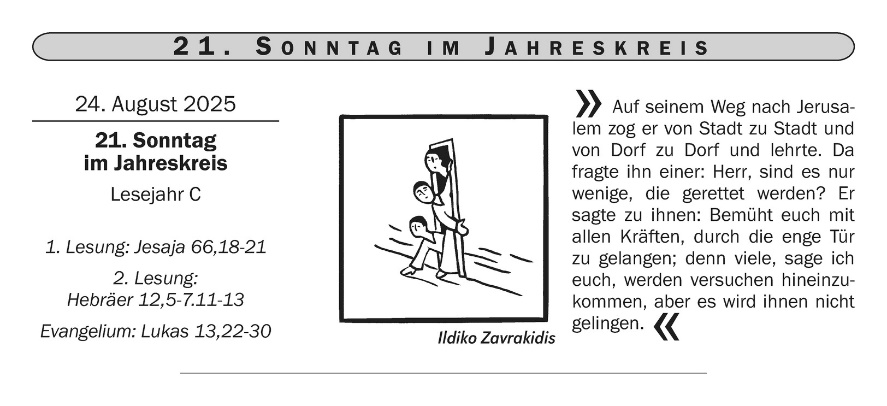 21. SONNTAG IM JAHRESKREIS
24. August 2025
21. Sonntag
im Jahreskreis
Lesejahr C
1. Lesung: Jesaja 66,18-21
2. Lesung:
Hebräer 12,5-7.11-13
Evangelium: Lukas 13,22-30
Ildiko Zavrakidis
» Auf seinem Weg nach Jerusa-
lem zog er von Stadt zu Stadt und
von Dorf zu Dorf und lehrte. Da
fragte ihn einer: Herr, sind es nur
wenige, die gerettet werden? Er
sagte zu ihnen: Bemüht euch mit
allen Kräften, durch die enge Tür
zu gelangen; denn viele, sage ich
euch, werden versuchen hineinzu-
kommen, aber es wird ihnen nicht
gelingen. «